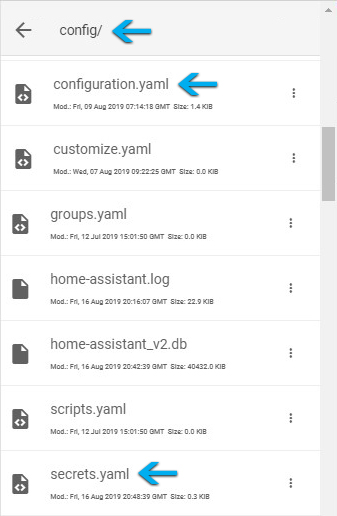 config/
configuration.yaml
Mod.: Fri, 09 Aug 2019 07:14:18 GMT Size: 1.4 KiB
customize.yaml
Mod.: Wed, 07 Aug 2019 09:22:25 GMT Size: 0.0 KiB
groups.yaml
Mod.: Fri, 12 Jul 2019 15:01:50 GMT Size: 0.0 KiB
home-assistant.log
Mod.: Fri, 16 Aug 2019 20:16:07 GMT Size: 22.9 KiB
home-assistant_v2.db
Mod.: Fri, 16 Aug 2019 20:42:39 GMT Size: 40432.0 KiB
scripts.yaml
Mod.: Fri, 12 Jul 2019 15:01:50 GMT Size: 0.0 KiB
secrets.yaml
Mod.: Fri, 16 Aug 2019 20:48:39 GMT Size: 0.3 KiB